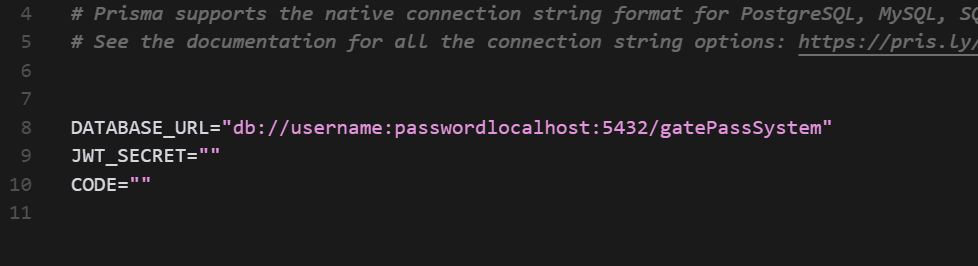 4 # Prisma supports the native connection string format for PostgreSQL, MySQL,
5 # See the documentation for all the connection string options: https://pris.ly/
6
7
8 DATABASE_URL="db://username:passwordlocalhost:5432/gatePassSystem"
9 JWT_SECRET=""
10 CODE=""
11